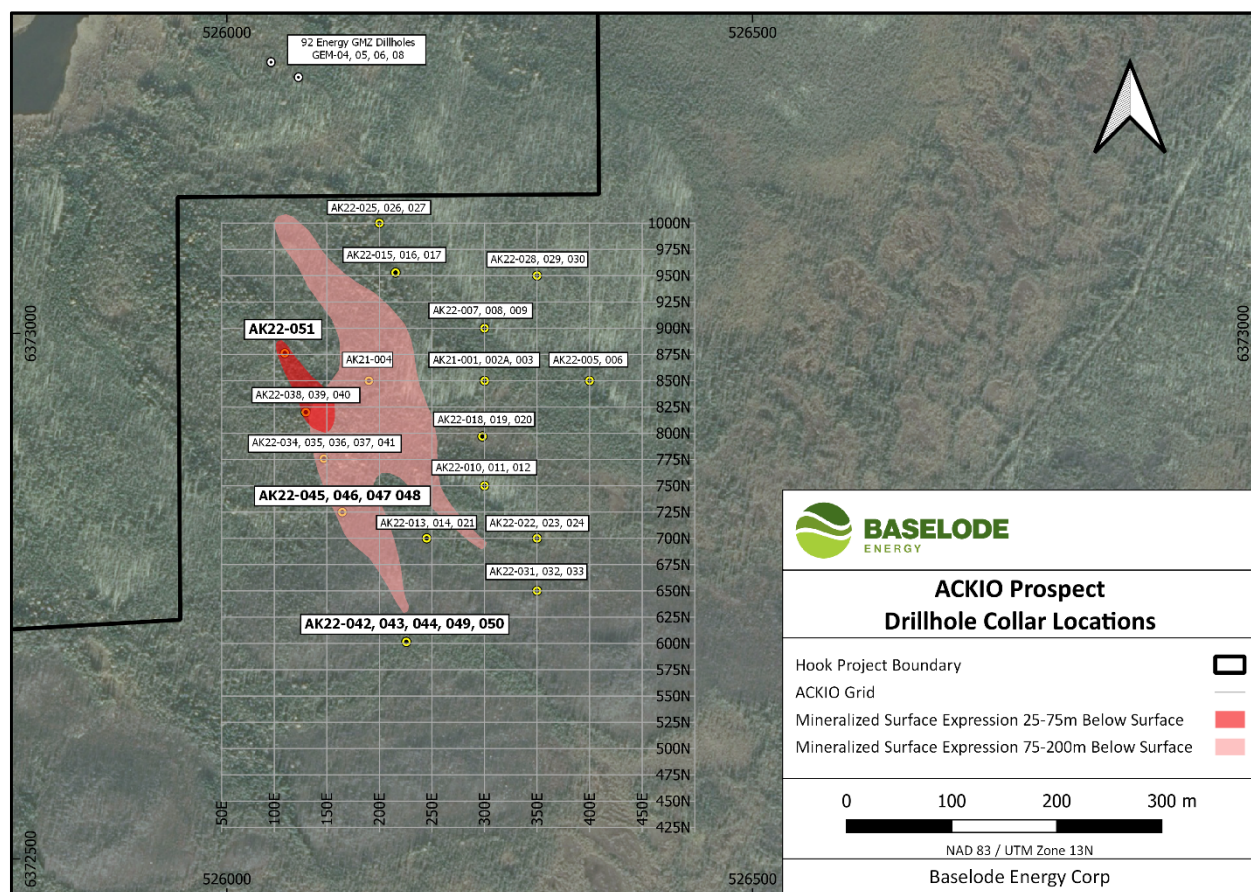 526000
526500
92 Energy GMZ Dillholes
GEM-04, 05, 06, 08
AK22-025, 026, 027
1000N
AK22-015, 016, 017
975N
AK22-028, 029, 030
950N
925N
AK22-007, 008, 009
900N
6373000
6373000
AK22-051
875N
AK21-004
AK21-001, 002A, 003
AK22-005, 006
850N
AK22-038, 039, 040
825N
AK22-018, 019, 020
800N
AK22-034, 035, 036, 037, 041
775N
AK22-010, 011, 012
750N
AK22-045, 046, 047 048
725N
AK22-013, 014, 021
AK22-022, 023, 024
700N
675N
AK22-031, 032, 033
650N
625N
AK22-042, 043, 044, 049, 050
600N
575N
550N
525N
500N
475N
450N
425N
50E
100E
150E
200E
250E
300E
350E
400E
450E
6372500
526000
526500
BASELODE
ENERGY
ACKIO Prospect
Drillhole Collar Locations
Hook Project Boundary
ACKIO Grid
Mineralized Surface Expression 25-75m Below Surface
Mineralized Surface Expression 75-200m Below Surface
0 100 200 300 m
NAD 83 / UTM Zone 13N
Baselode Energy Corp